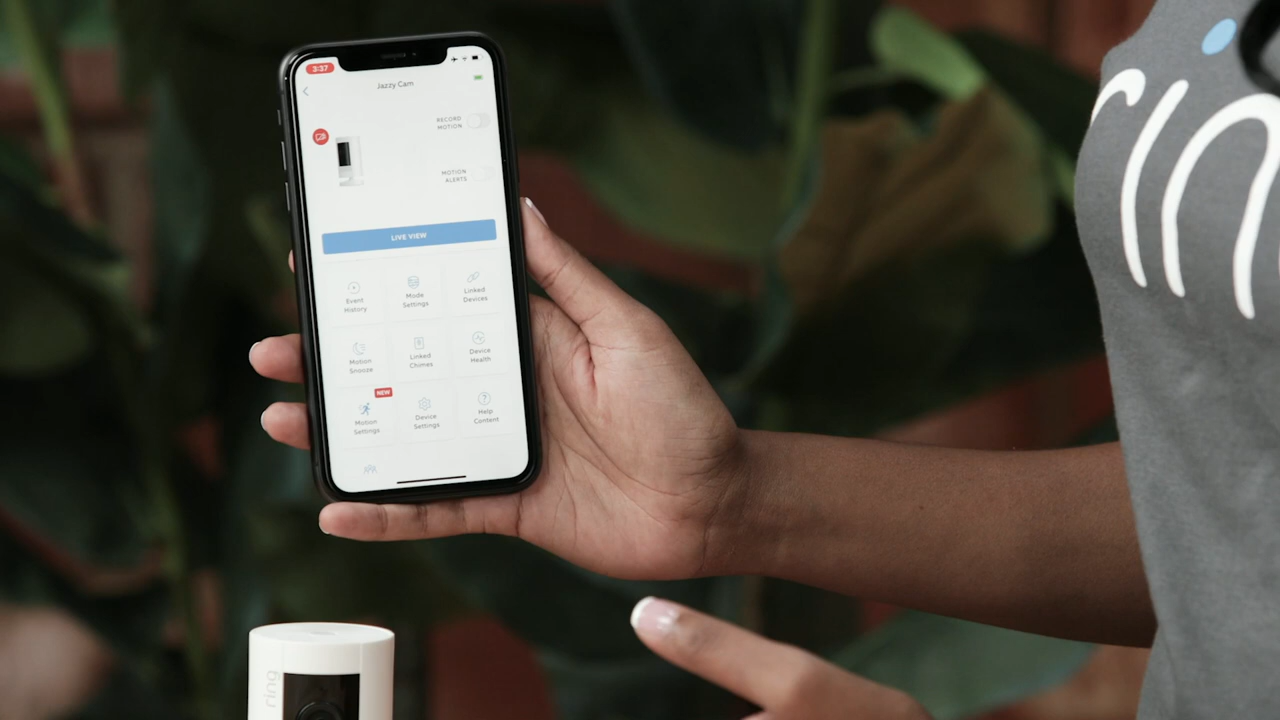 3:37
Jazzy Cam
RECORD
MOTION
MOTION
ALERTS
LIVE VIEW
Event
History
Mode
Settings
Linked
Devices
Motion
Snooze
Linked
Chimes
Device
Health
NEW
Motion
Settings
Device
Settings
Help
Content
ring
rin